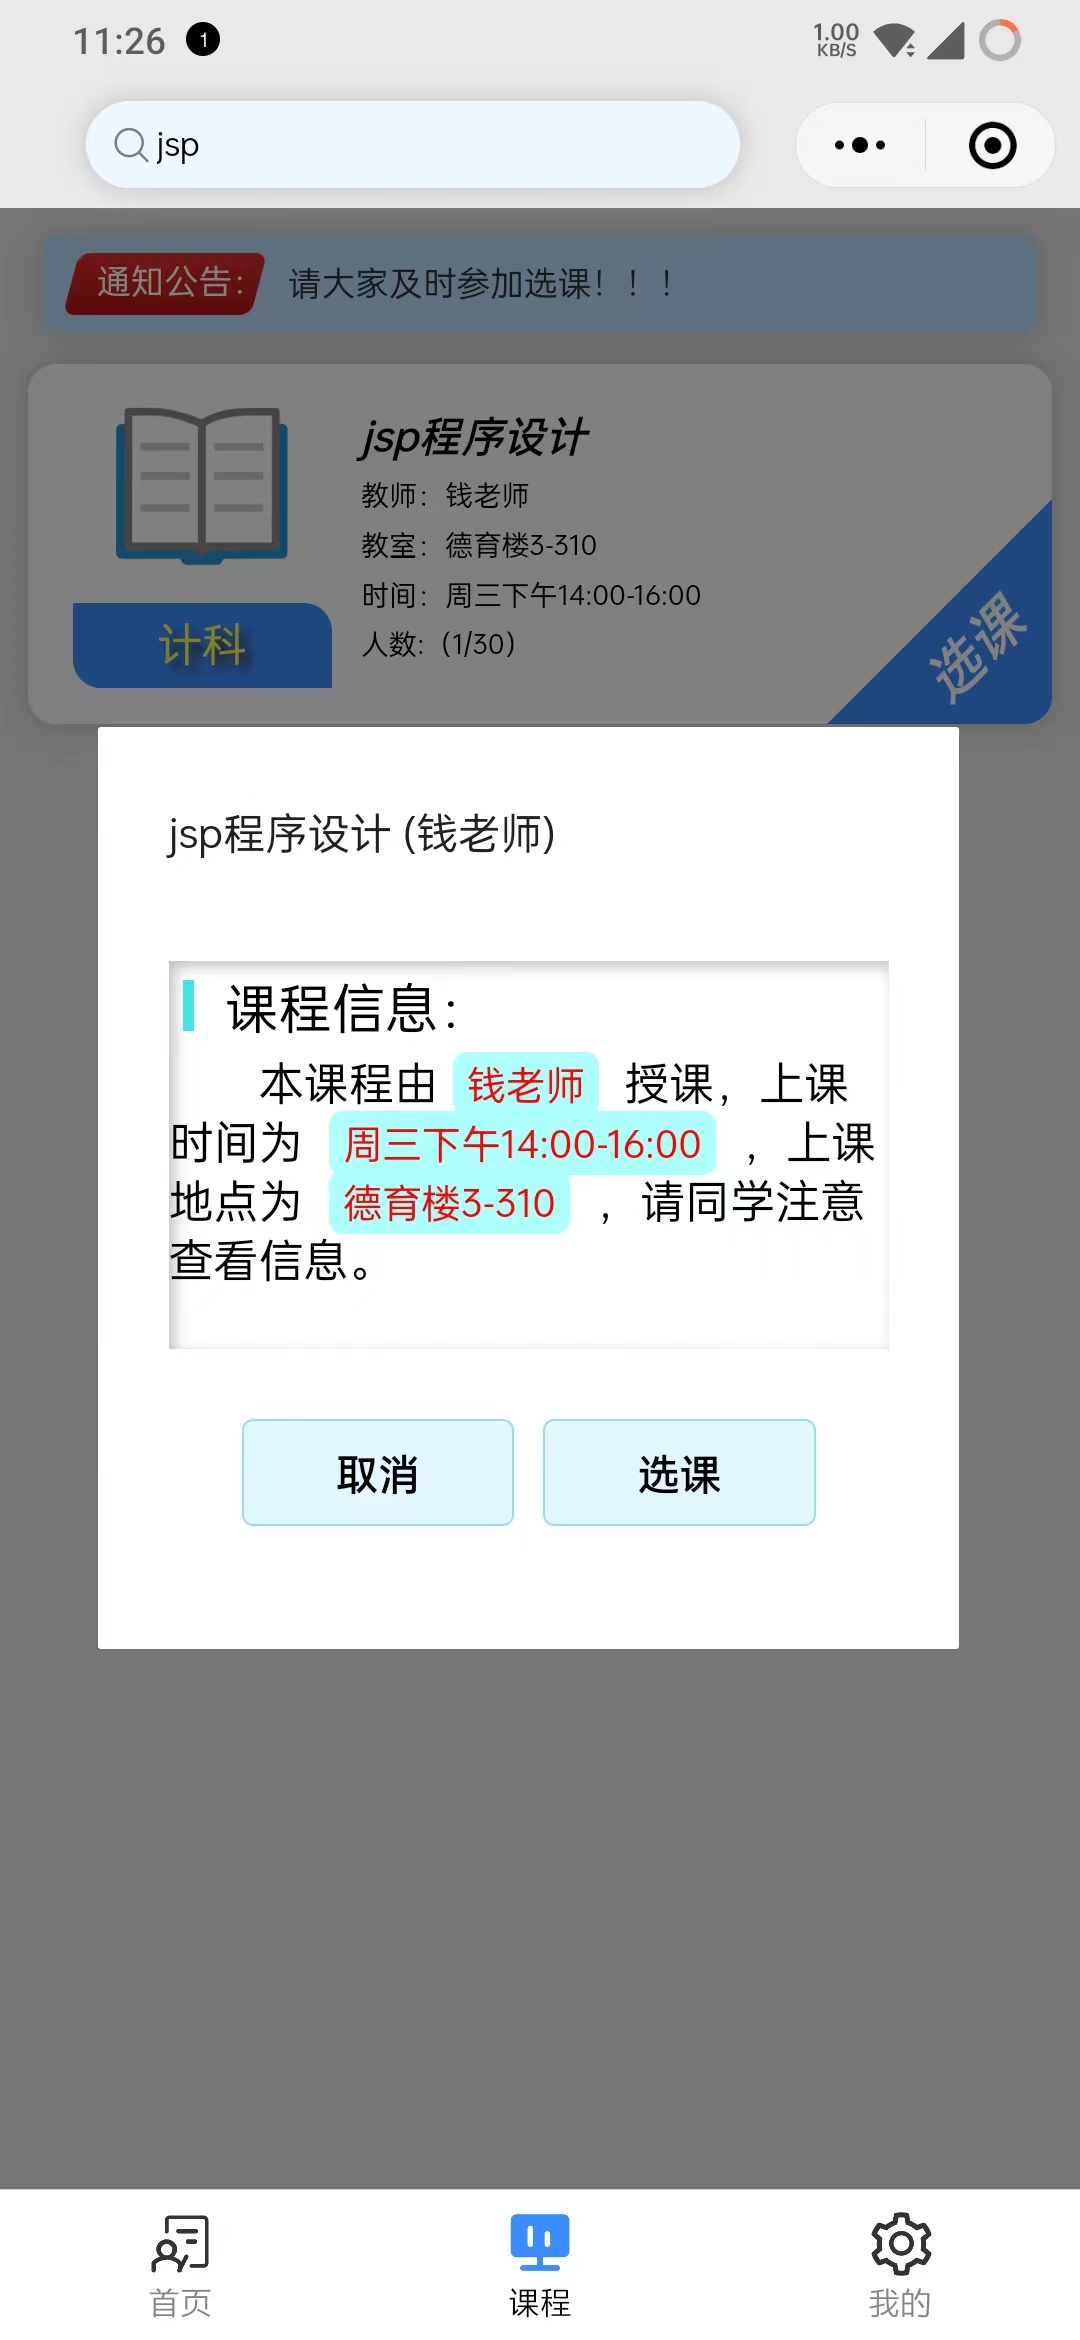 11:26
1
1.00
KB/S
jsp
通知公告：
请大家及时参加选课！！！
jsp程序设计
教师：钱老师
教室：德育楼3-310
时间：周三下午14:00-16:00
人数:（1/30）
计科
选课
jsp程序设计 (钱老师)
课程信息：
本课程由 钱老师 授课，上课
时间为 周三下午14:00-16:00 ，上课
地点为 德育楼3-310 ，请同学注意
查看信息。
取消
选课
首页
课程
我的